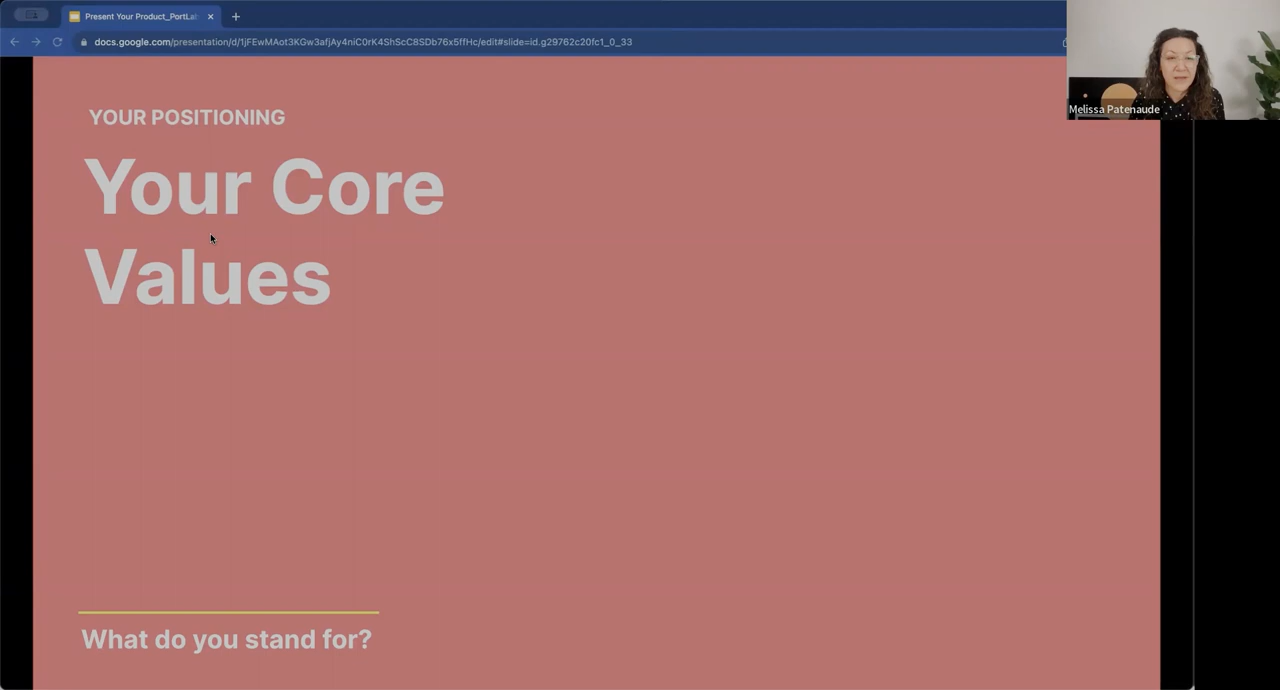 Present Your Product_PortLab
docs.google.com/presentation/d/1jFEwMAot3KGw3afjAy4niC0rK4ShScC8SDb76x5ffHc/edit#slide=id.g29762c20fc1_0_33
Melissa Patenaude
YOUR POSITIONING
Your Core
Values
What do you stand for?